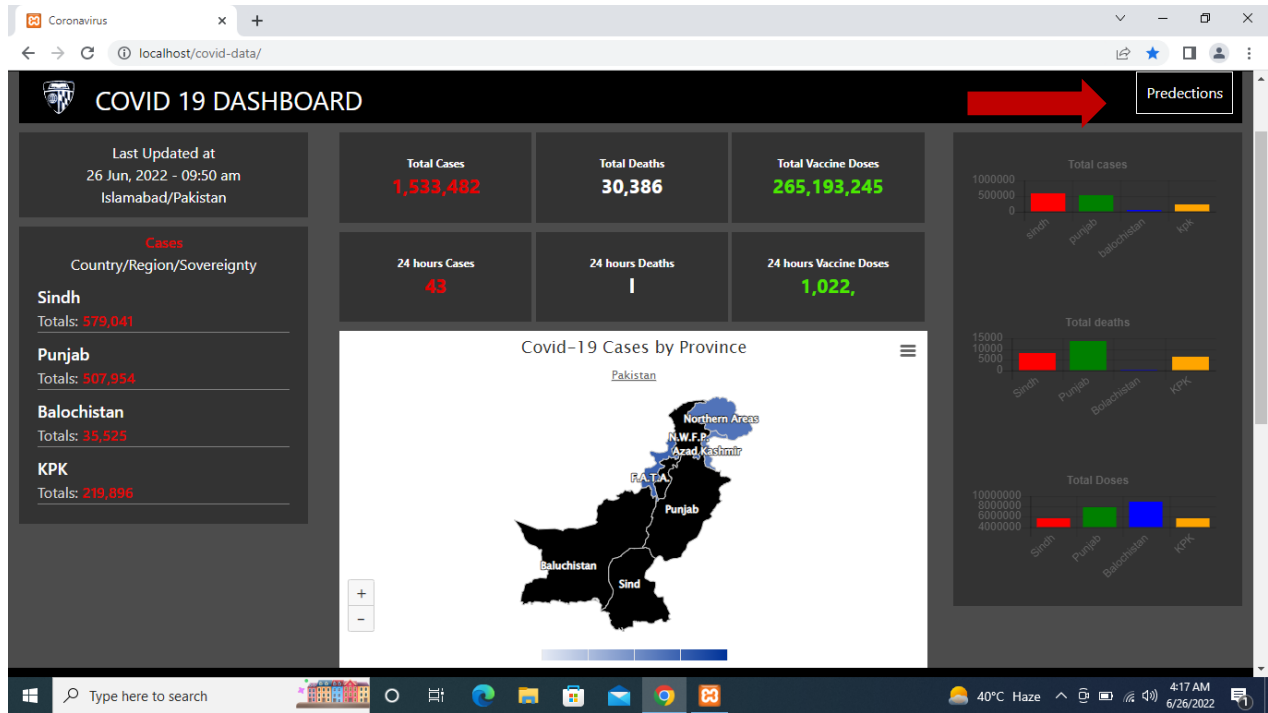 Coronavirus
localhost/covid-data/
COVID 19 DASHBOARD
Predections
Last Updated at
26 Jun, 2022 - 09:50 am
Islamabad/Pakistan
Cases
Country/Region/Sovereignty
Sindh
Totals: 579,041
Punjab
Totals: 507,954
Balochistan
Totals: 35,525
KPK
Totals: 219,896
Total Cases
1,533,482
Total Deaths
30,386
Total Vaccine Doses
265,193,245
24 hours Cases
43
24 hours Deaths
l
24 hours Vaccine Doses
1,022,
Covid-19 Cases by Province
Pakistan
Northern Areas
N.W.F.P.
Azad Kashmir
F.A.T.A.
Punjab
Baluchistan
Sind
+
−
Total cases
1000000
500000
0
sindh
punjab
balochistan
kpk
Total deaths
15000
10000
5000
0
Sindh
Punjab
Bolachistan
KPK
Total Doses
10000000
8000000
6000000
4000000
Sindh
Punjab
Balochistan
KPK
Type here to search
40°C Haze
4:17 AM
6/26/2022
1